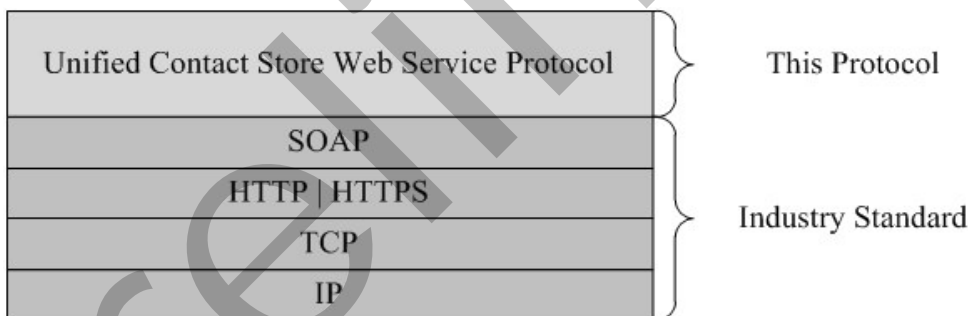 Unified Contact Store Web Service Protocol
This Protocol
SOAP
HTTP | HTTPS
TCP
IP
Industry Standard